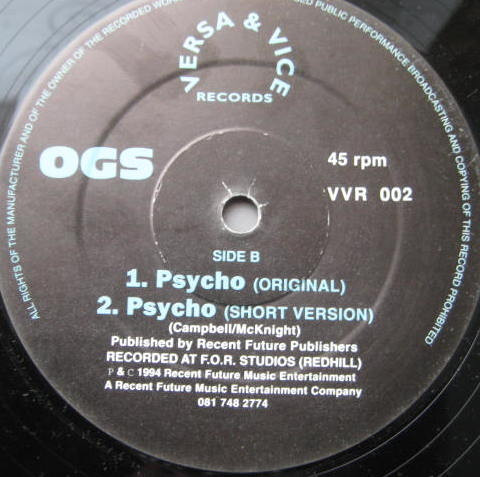 ALL RIGHTS OF THE MANUFACTURER AND OF THE OWNER OF THE RECORDED WORK
SED PUBLIC PERFORMANCE BROADCASTING AND COPYING OF THIS RECORD PROHIBITED
VERSA & VICE
RECORDS
OGS
45 rpm
VVR 002
SIDE B
1. Psycho (ORIGINAL)
2. Psycho (SHORT VERSION)
(Campbell/McKnight)
Published by Recent Future Publishers
RECORDED AT F.O.R. STUDIOS (REDHILL)
P & C 1994 Recent Future Music Entertainment
A Recent Future Music Entertainment Company
081 748 2774